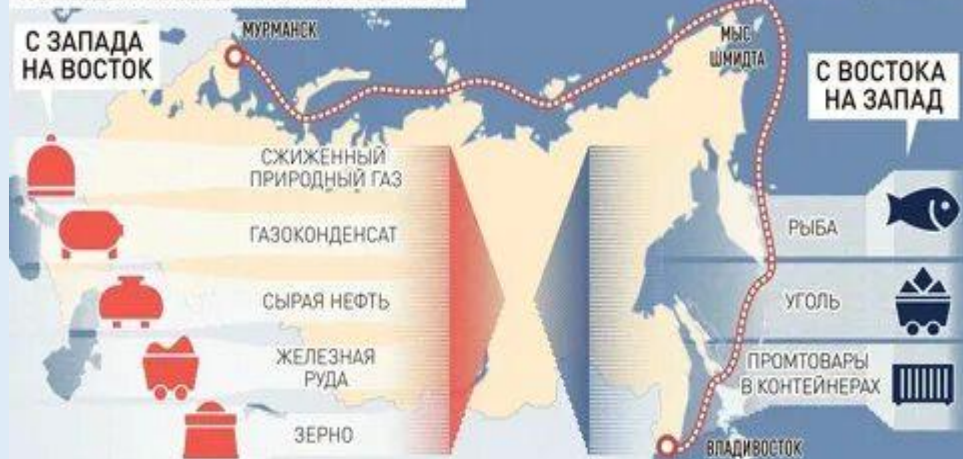 С ЗАПАДА
НА ВОСТОК
МУРМАНСК
МЫС
ШМИДТА
С ВОСТОКА
НА ЗАПАД
СЖИЖЕННЫЙ
ПРИРОДНЫЙ ГАЗ
ГАЗОКОНДЕНСАТ
СЫРАЯ НЕФТЬ
ЖЕЛЕЗНАЯ
РУДА
ЗЕРНО
РЫБА
УГОЛЬ
ПРОМТОВАРЫ
В КОНТЕЙНЕРАХ
ВЛАДИВОСТОК